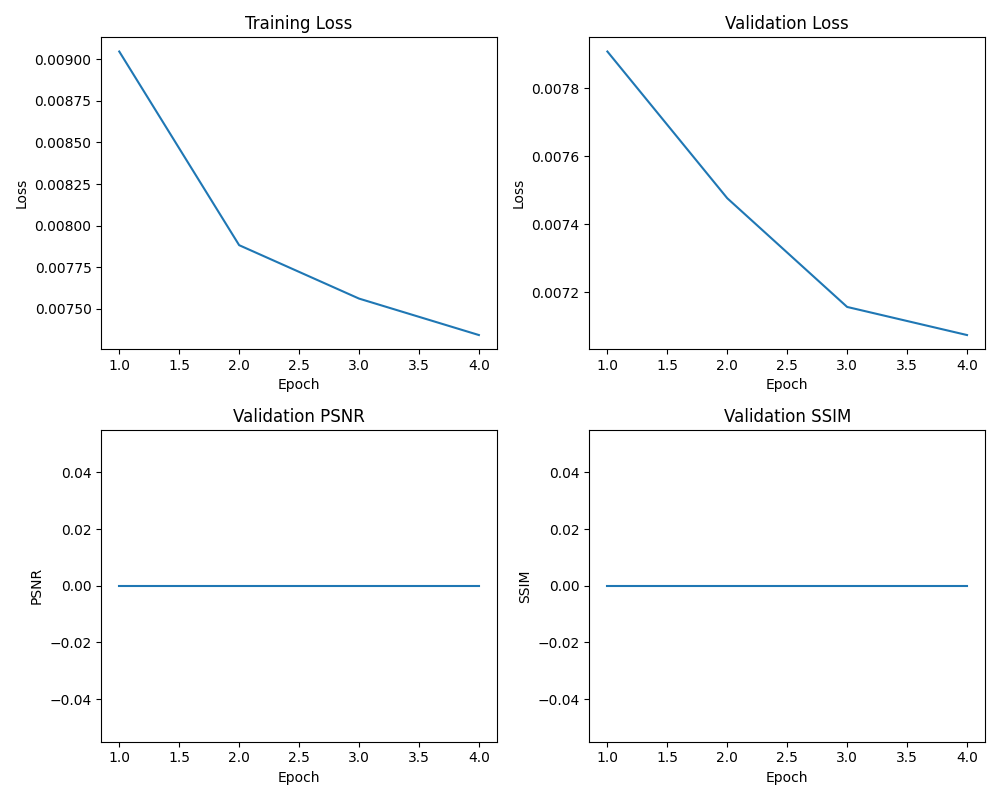 Training Loss
Loss
0.00900
0.00875
0.00850
0.00825
0.00800
0.00775
0.00750
1.0 1.5 2.0 2.5 3.0 3.5 4.0
Epoch
Validation Loss
Loss
0.0078
0.0076
0.0074
0.0072
1.0 1.5 2.0 2.5 3.0 3.5 4.0
Epoch
Validation PSNR
PSNR
0.04
0.02
0.00
−0.02
−0.04
1.0 1.5 2.0 2.5 3.0 3.5 4.0
Epoch
Validation SSIM
SSIM
0.04
0.02
0.00
−0.02
−0.04
1.0 1.5 2.0 2.5 3.0 3.5 4.0
Epoch